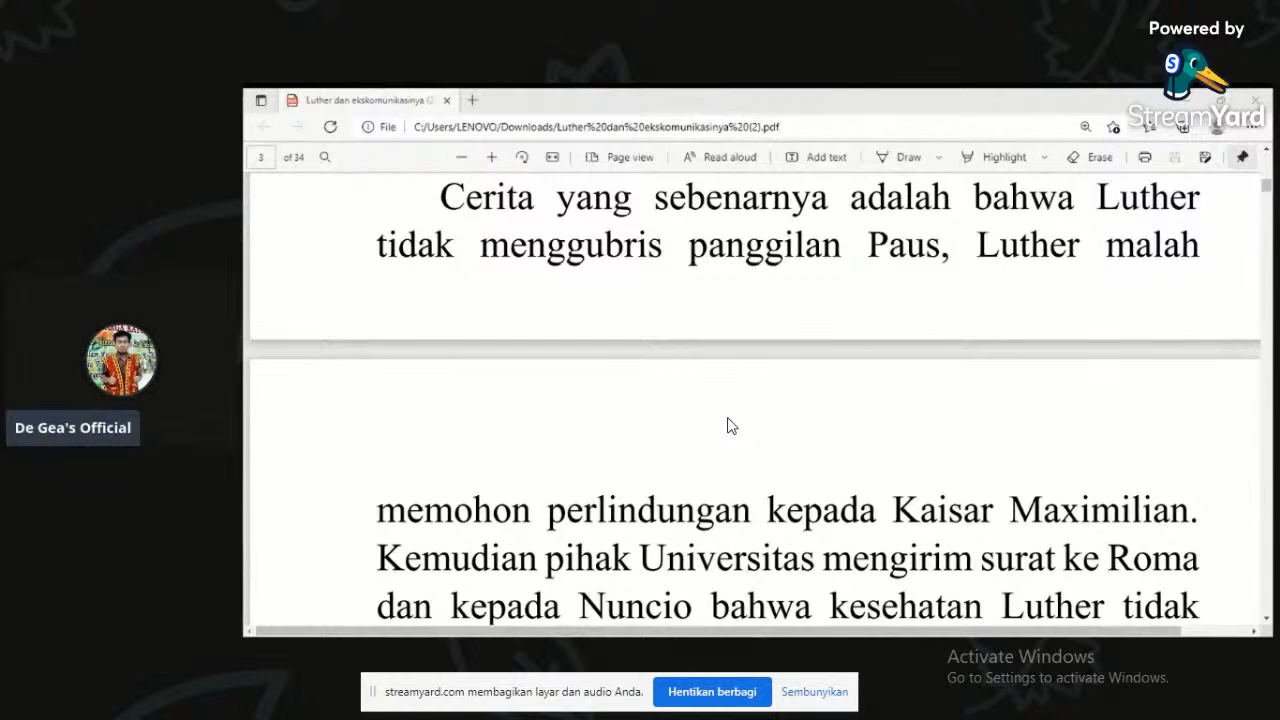 Powered by
StreamYard
Luther dan ekskomunikasinya (2
File C:/Users/LENOVO/Downloads/Luther%20dan%20ekskomunikasinya%20(2).pdf
3 of 34 Page view Read aloud Add text Draw Highlight Erase
Cerita yang sebenarnya adalah bahwa Luther
tidak menggubris panggilan Paus, Luther malah
memohon perlindungan kepada Kaisar Maximilian.
Kemudian pihak Universitas mengirim surat ke Roma
dan kepada Nuncio bahwa kesehatan Luther tidak
De Gea's Official
Activate Windows
Go to Settings to activate Windows.
streamyard.com membagikan layar dan audio Anda. Hentikan berbagi Sembunyikan